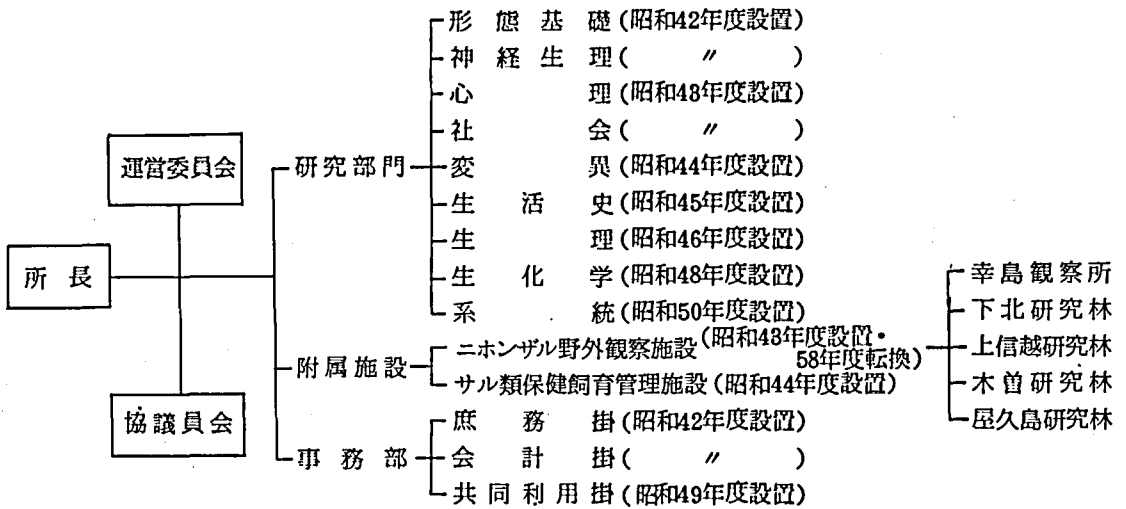 所長
運営委員会
協議員会
研究部門
形態基礎(昭和42年度設置)
神経生理(〃)
心理(昭和43年度設置)
社会(〃)
変異(昭和44年度設置)
生活史(昭和45年度設置)
生理(昭和46年度設置)
生化学(昭和48年度設置)
系統(昭和50年度設置)
附属施設
ニホンザル野外観察施設(昭和43年度設置・
58年度転換)
サル類保健飼育管理施設(昭和44年度設置)
幸島観察所
下北研究林
上信越研究林
木曽研究林
屋久島研究林
事務部
庶務掛(昭和42年度設置)
会計掛(〃)
共同利用掛(昭和49年度設置)